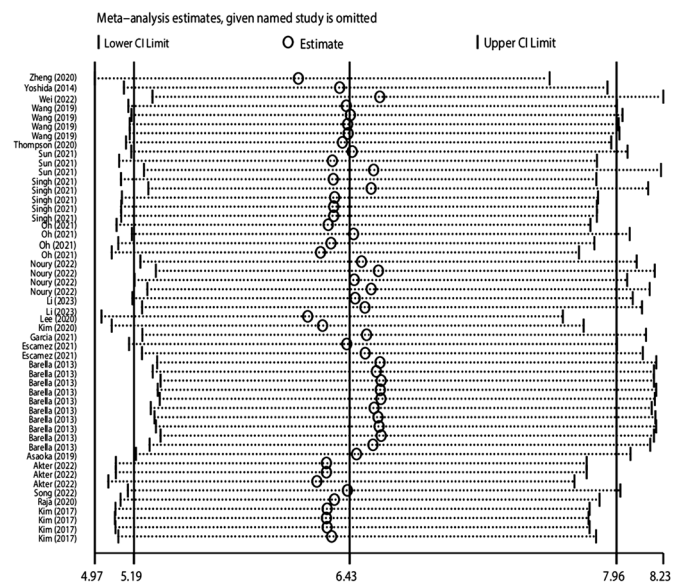 Meta−analysis estimates, given named study is omitted
Lower CI Limit Estimate Upper CI Limit
Zheng (2020)
Yoshida (2014)
Wei (2022)
Wang (2019)
Wang (2019)
Wang (2019)
Wang (2019)
Thompson (2020)
Sun (2021)
Sun (2021)
Sun (2021)
Singh (2021)
Singh (2021)
Singh (2021)
Singh (2021)
Singh (2021)
Oh (2021)
Oh (2021)
Oh (2021)
Oh (2021)
Noury (2022)
Noury (2022)
Noury (2022)
Noury (2022)
Li (2023)
Li (2023)
Lee (2020)
Kim (2020)
Garcia (2021)
Escamez (2021)
Escamez (2021)
Barella (2013)
Barella (2013)
Barella (2013)
Barella (2013)
Barella (2013)
Barella (2013)
Barella (2013)
Barella (2013)
Barella (2013)
Barella (2013)
Asaoka (2019)
Akter (2022)
Akter (2022)
Akter (2022)
Song (2022)
Raja (2020)
Kim (2017)
Kim (2017)
Kim (2017)
Kim (2017)
4.97 5.19 6.43 7.96 8.23